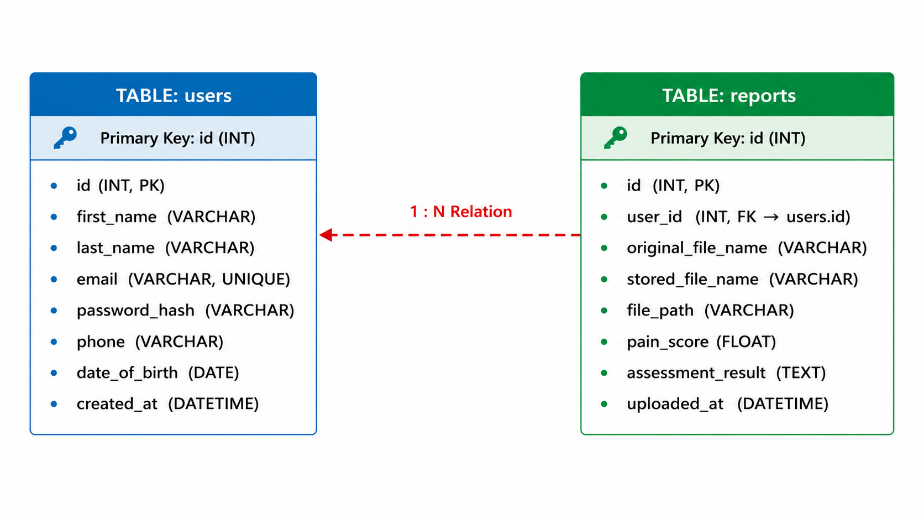 TABLE: users
Primary Key: id (INT)
• id (INT, PK)
• first_name (VARCHAR)
• last_name (VARCHAR)
• email (VARCHAR, UNIQUE)
• password_hash (VARCHAR)
• phone (VARCHAR)
• date_of_birth (DATE)
• created_at (DATETIME)
1 : N Relation
TABLE: reports
Primary Key: id (INT)
• id (INT, PK)
• user_id (INT, FK → users.id)
• original_file_name (VARCHAR)
• stored_file_name (VARCHAR)
• file_path (VARCHAR)
• pain_score (FLOAT)
• assessment_result (TEXT)
• uploaded_at (DATETIME)